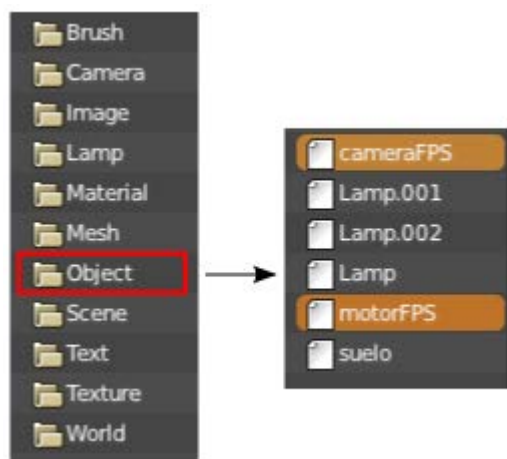 Brush
Camera
Image
Lamp
Material
Mesh
Object
Scene
Text
Texture
World
cameraFPS
Lamp.001
Lamp.002
Lamp
motorFPS
suelo